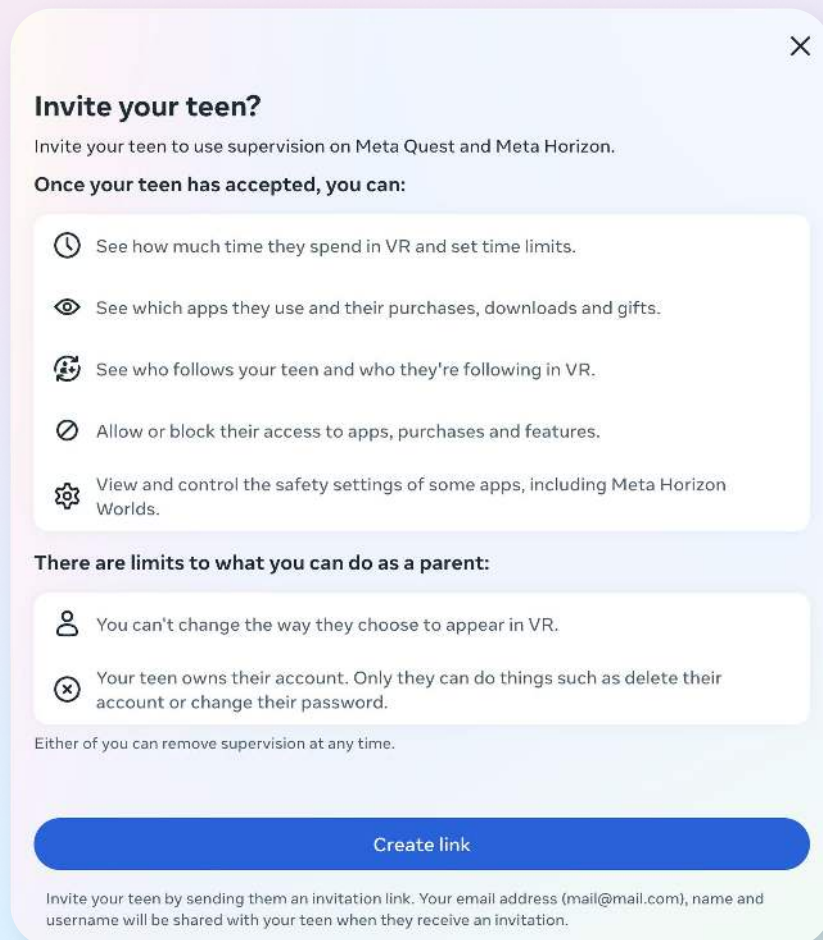 Invite your teen?
Invite your teen to use supervision on Meta Quest and Meta Horizon.
Once your teen has accepted, you can:
See how much time they spend in VR and set time limits.
See which apps they use and their purchases, downloads and gifts.
See who follows your teen and who they're following in VR.
Allow or block their access to apps, purchases and features.
View and control the safety settings of some apps, including Meta Horizon
Worlds.
There are limits to what you can do as a parent:
You can't change the way they choose to appear in VR.
Your teen owns their account. Only they can do things such as delete their
account or change their password.
Either of you can remove supervision at any time.
Create link
Invite your teen by sending them an invitation link. Your email address (mail@mail.com), name and
username will be shared with your teen when they receive an invitation.